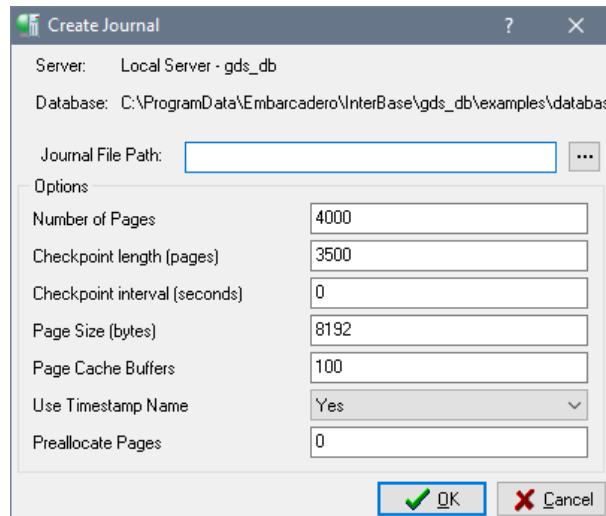 Create Journal ?
Server: Local Server - gds_db
Database: C:\ProgramData\Embarcadero\InterBase\gds_db\examples\databas
Journal File Path: ...
Options
Number of Pages 4000
Checkpoint length (pages) 3500
Checkpoint interval (seconds) 0
Page Size (bytes) 8192
Page Cache Buffers 100
Use Timestamp Name Yes
Preallocate Pages 0
OK Cancel